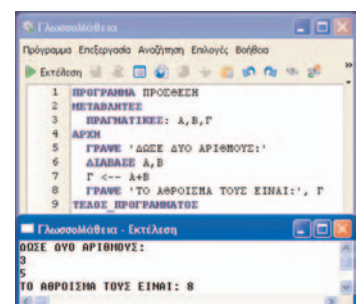 ΓλωσσοΜάθεια
Πρόγραμμα Επεξεργασία Αναζήτηση Επιλογές Βοήθεια
Εκτέλεση
1 ΠΡΟΓΡΑΜΜΑ ΠΡΟΣΘΕΣΗ
2 ΜΕΤΑΒΛΗΤΕΣ
3 ΠΡΑΓΜΑΤΙΚΕΣ: Α,Β,Γ
4 ΑΡΧΗ
5 ΓΡΑΨΕ 'ΔΩΣΕ ΔΥΟ ΑΡΙΘΜΟΥΣ:'
6 ΔΙΑΒΑΣΕ Α,Β
7 Γ <-- Α+Β
8 ΓΡΑΨΕ 'ΤΟ ΑΘΡΟΙΣΜΑ ΤΟΥΣ ΕΙΝΑΙ:', Γ
9 ΤΕΛΟΣ_ΠΡΟΓΡΑΜΜΑΤΟΣ
ΓλωσσοΜάθεια - Εκτέλεση
ΔΩΣΕ ΔΥΟ ΑΡΙΘΜΟΥΣ:
3
5
ΤΟ ΑΘΡΟΙΣΜΑ ΤΟΥΣ ΕΙΝΑΙ: 8